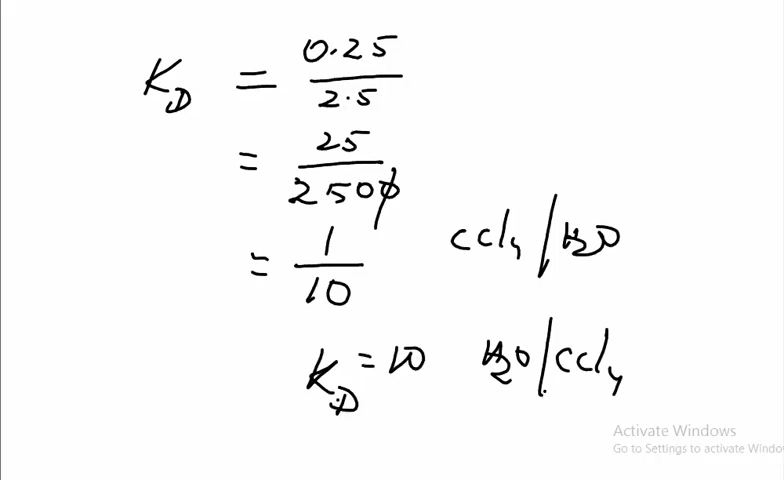 K_D = 0.25/2.5
= 25/250
= 1/10 CCl4/H2O
K_D = 10 H2O/CCl4
Activate Windows
Go to Settings to activate Windo